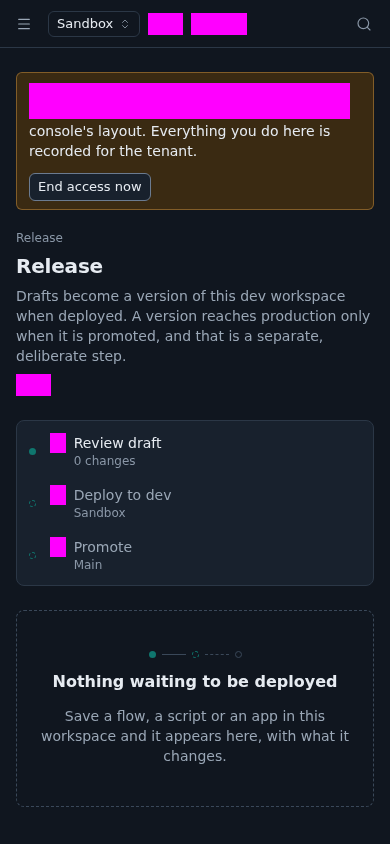 Sandbox
console's layout. Everything you do here is
recorded for the tenant.
End access now
Release
Release
Drafts become a version of this dev workspace
when deployed. A version reaches production only
when it is promoted, and that is a separate,
deliberate step.
Review draft
0 changes
Deploy to dev
Sandbox
Promote
Main
Nothing waiting to be deployed
Save a flow, a script or an app in this
workspace and it appears here, with what it
changes.